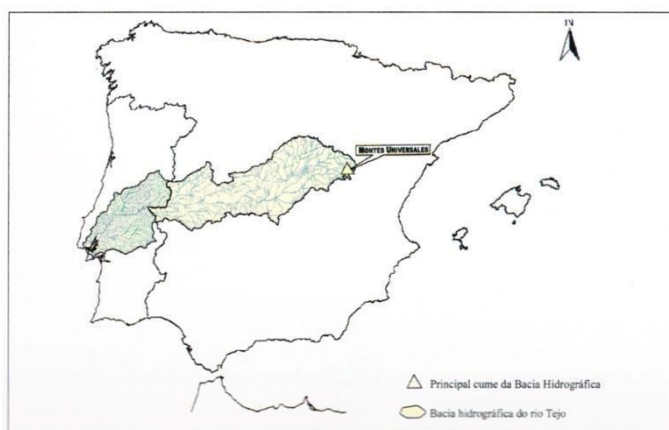 N
MONTES UNIVERSALES
Principal cume da Bacia Hidrográfica
Bacia hidrográfica do rio Tejo